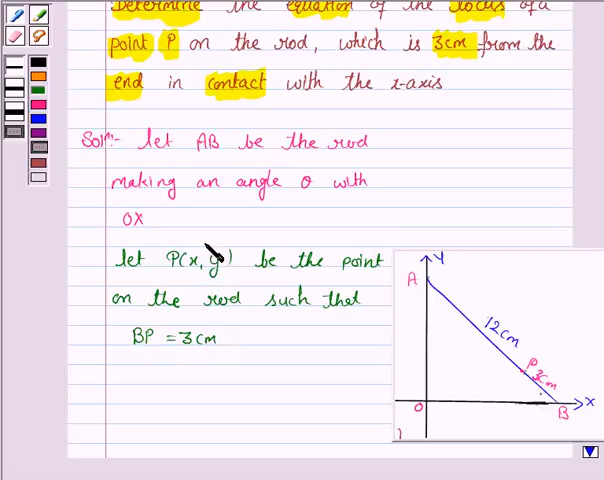 Determine the equation of the locus of a
point P on the rod, which is 3cm from the
end in contact with the x-axis
Soln:- let AB be the rod
making an angle θ with
OX
let P(x, y) be the point
on the rod such that
BP = 3cm
Y
A
12cm
P
3cm
O
B
X